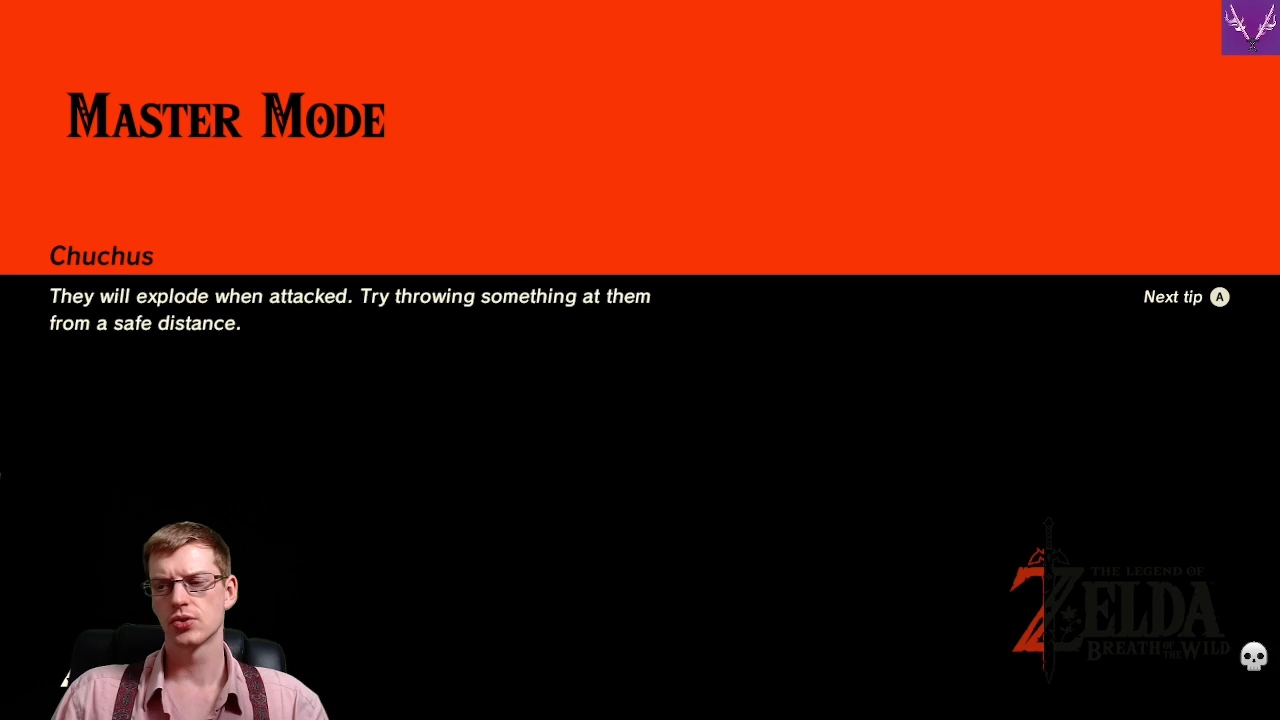 Master Mode
Chuchus
They will explode when attacked. Try throwing something at them
from a safe distance.
Next tip A
THE LEGEND OF
ZELDA
BREATH OF THE WILD